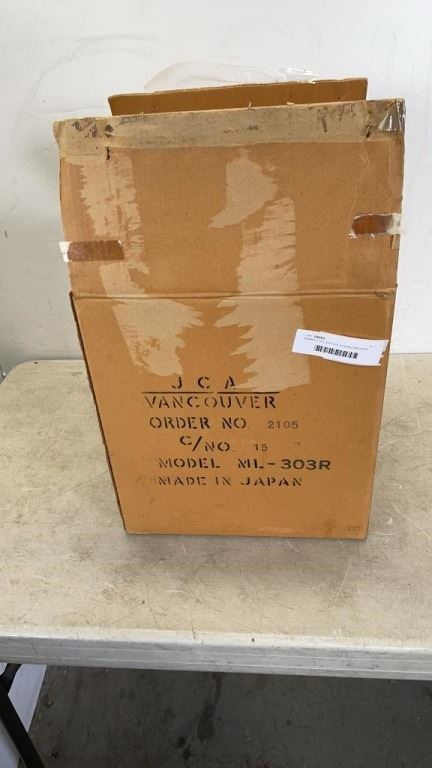 J C A
VANCOUVER
ORDER NO. 2105
C/NO. 15
MODEL ML-303R
MADE IN JAPAN